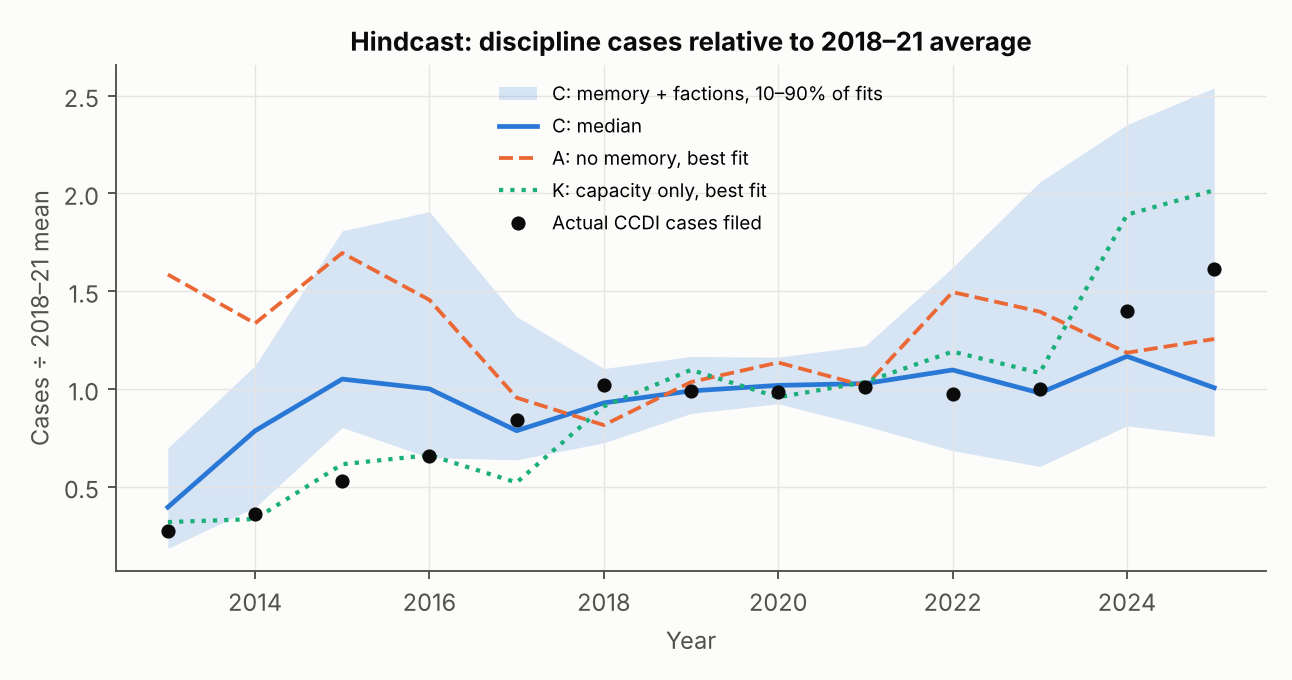 Hindcast: discipline cases relative to 2018–21 average
2.5
2.0
1.5
1.0
0.5
Cases ÷ 2018–21 mean
C: memory + factions, 10–90% of fits
C: median
A: no memory, best fit
K: capacity only, best fit
Actual CCDI cases filed
2014
2016
2018
2020
2022
2024
Year